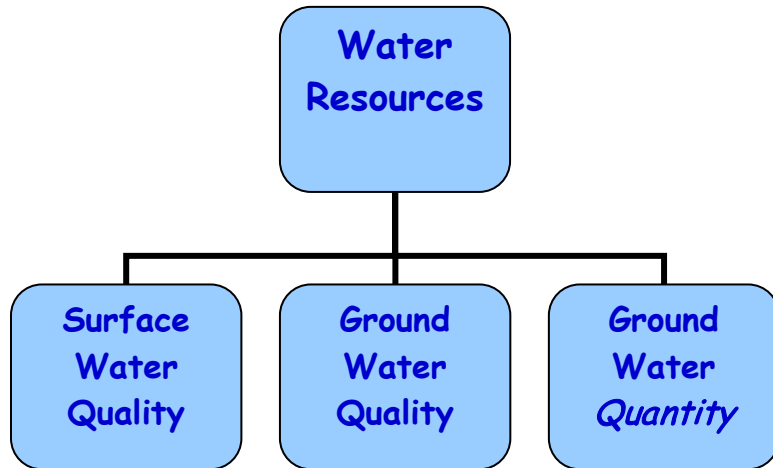 Water
Resources
Surface
Water
Quality
Ground
Water
Quality
Ground
Water
Quantity